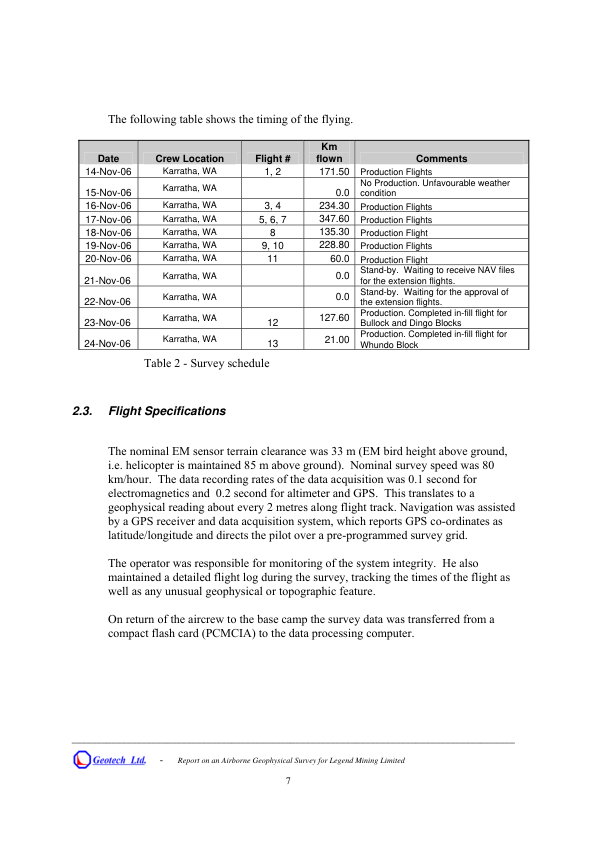 The following table shows the timing of the flying.
Date Crew Location Flight # Km flown Comments
14-Nov-06 Karratha, WA 1, 2 171.50 Production Flights
15-Nov-06 Karratha, WA 0.0 No Production. Unfavourable weather
condition
16-Nov-06 Karratha, WA 3, 4 234.30 Production Flights
17-Nov-06 Karratha, WA 5, 6, 7 347.60 Production Flights
18-Nov-06 Karratha, WA 8 135.30 Production Flight
19-Nov-06 Karratha, WA 9, 10 228.80 Production Flights
20-Nov-06 Karratha, WA 11 60.0 Production Flight
21-Nov-06 Karratha, WA 0.0 Stand-by. Waiting to receive NAV files
for the extension flights.
22-Nov-06 Karratha, WA 0.0 Stand-by. Waiting for the approval of
the extension flights.
23-Nov-06 Karratha, WA 12 127.60 Production. Completed in-fill flight for
Bullock and Dingo Blocks
24-Nov-06 Karratha, WA 13 21.00 Production. Completed in-fill flight for
Whundo Block
Table 2 - Survey schedule
2.3. Flight Specifications
The nominal EM sensor terrain clearance was 33 m (EM bird height above ground,
i.e. helicopter is maintained 85 m above ground). Nominal survey speed was 80
km/hour. The data recording rates of the data acquisition was 0.1 second for
electromagnetics and 0.2 second for altimeter and GPS. This translates to a
geophysical reading about every 2 metres along flight track. Navigation was assisted
by a GPS receiver and data acquisition system, which reports GPS co-ordinates as
latitude/longitude and directs the pilot over a pre-programmed survey grid.
The operator was responsible for monitoring of the system integrity. He also
maintained a detailed flight log during the survey, tracking the times of the flight as
well as any unusual geophysical or topographic feature.
On return of the aircrew to the base camp the survey data was transferred from a
compact flash card (PCMCIA) to the data processing computer.
Geotech Ltd. - Report on an Airborne Geophysical Survey for Legend Mining Limited
7